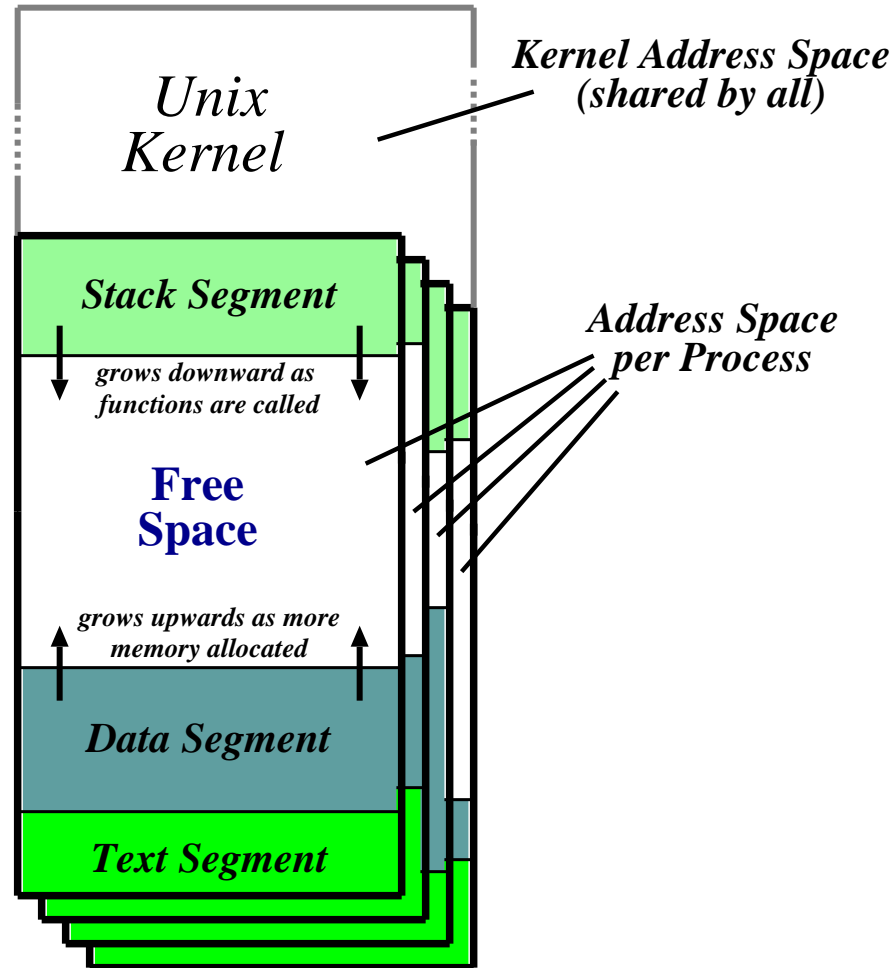 Unix
Kernel
Kernel Address Space
(shared by all)
Stack Segment
grows downward as
functions are called
Address Space
per Process
Free
Space
grows upwards as more
memory allocated
Data Segment
Text Segment